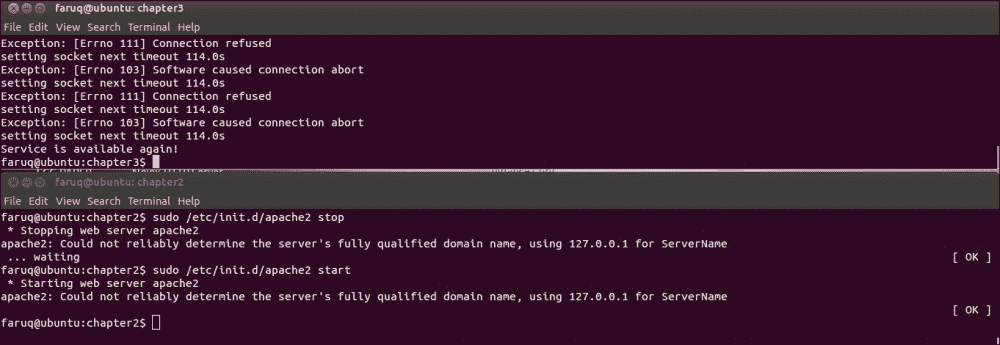 faruq@ubuntu: chapter3
File Edit View Search Terminal Help
Exception: [Errno 111] Connection refused
setting socket next timeout 114.0s
Exception: [Errno 103] Software caused connection abort
setting socket next timeout 114.0s
Exception: [Errno 111] Connection refused
setting socket next timeout 114.0s
Exception: [Errno 103] Software caused connection abort
setting socket next timeout 114.0s
Service is available again!
faruq@ubuntu:chapter3$
faruq@ubuntu: chapter2
File Edit View Search Terminal Help
faruq@ubuntu:chapter2$ sudo /etc/init.d/apache2 stop
* Stopping web server apache2
apache2: Could not reliably determine the server's fully qualified domain name, using 127.0.0.1 for ServerName
... waiting [ OK ]
faruq@ubuntu:chapter2$ sudo /etc/init.d/apache2 start
* Starting web server apache2
apache2: Could not reliably determine the server's fully qualified domain name, using 127.0.0.1 for ServerName
[ OK ]
faruq@ubuntu:chapter2$